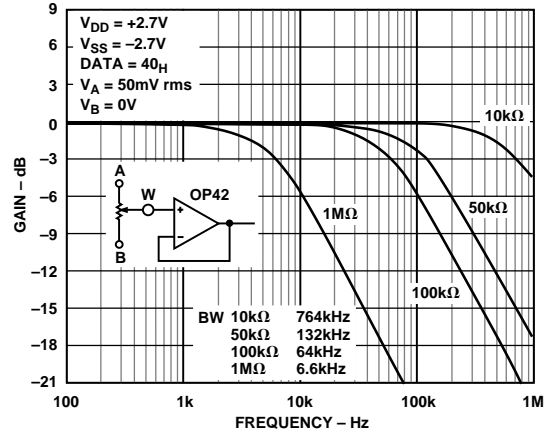 9
6
3
0
–3
–6
–9
–12
–15
–18
–21
GAIN – dB
V_DD = +2.7V
V_SS = –2.7V
DATA = 40_H
V_A = 50mV rms
V_B = 0V
10kΩ
50kΩ
100kΩ
1MΩ
A
W
B
OP42
+
–
BW 10kΩ 764kHz
50kΩ 132kHz
100kΩ 64kHz
1MΩ 6.6kHz
100 1k 10k 100k 1M
FREQUENCY – Hz